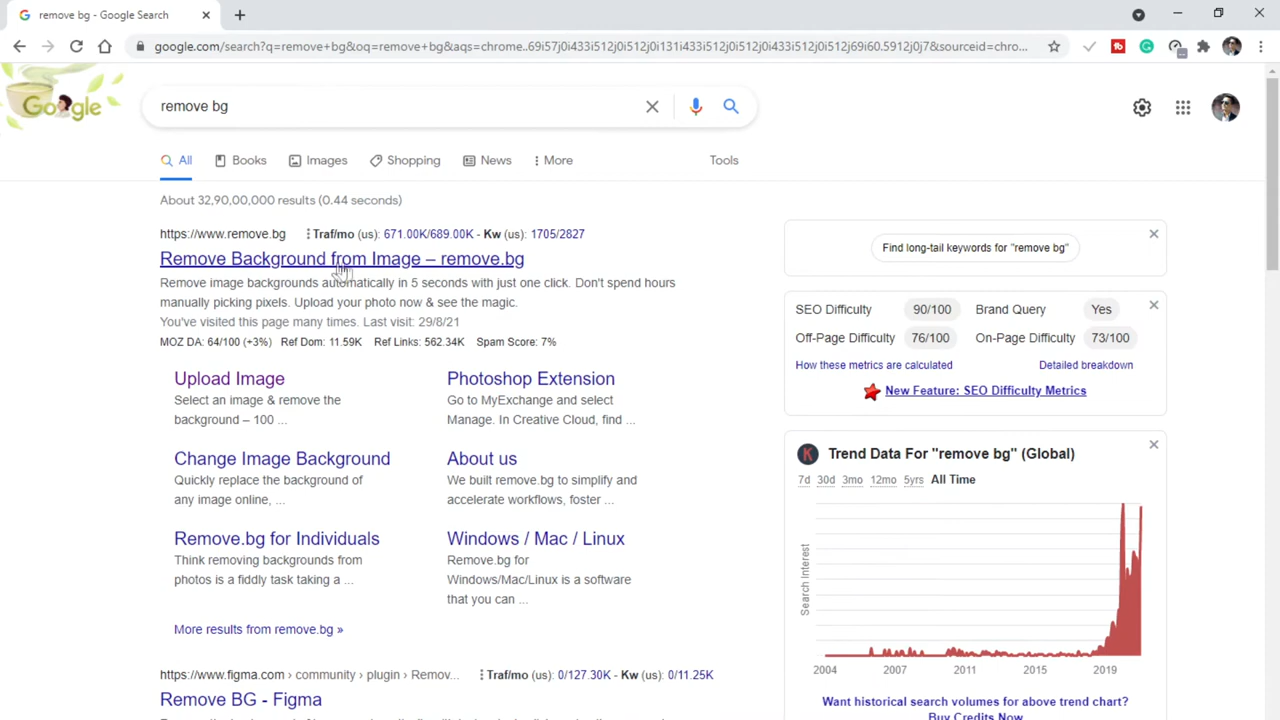 remove bg - Google Search
google.com/search?q=remove+bg&oq=remove+bg&aqs=chrome..69i57j0i433i512j0i512j0i131i433i512j0i512j0i433i512j0i512j69i60.5912j0j7&sourceid=chro...
Google
remove bg
All Books Images Shopping News More Tools
About 32,90,00,000 results (0.44 seconds)
https://www.remove.bg Traf/mo (us): 671.00K/689.00K - Kw (us): 1705/2827
Remove Background from Image – remove.bg
Remove image backgrounds automatically in 5 seconds with just one click. Don't spend hours
manually picking pixels. Upload your photo now & see the magic.
You've visited this page many times. Last visit: 29/8/21
MOZ DA: 64/100 (+3%) Ref Dom: 11.59K Ref Links: 562.34K Spam Score: 7%
Upload Image
Select an image & remove the
background – 100 ...
Photoshop Extension
Go to MyExchange and select
Manage. In Creative Cloud, find ...
Change Image Background
Quickly replace the background of
any image online, ...
About us
We built remove.bg to simplify and
accelerate workflows, foster ...
Remove.bg for Individuals
Think removing backgrounds from
photos is a fiddly task taking a ...
Windows / Mac / Linux
Remove.bg for
Windows/Mac/Linux is a software
that you can ...
More results from remove.bg »
https://www.figma.com › community › plugin › Remov... Traf/mo (us): 0/127.30K - Kw (us): 0/11.25K
Remove BG - Figma
Find long-tail keywords for "remove bg"
SEO Difficulty 90/100 Brand Query Yes
Off-Page Difficulty 76/100 On-Page Difficulty 73/100
How these metrics are calculated Detailed breakdown
New Feature: SEO Difficulty Metrics
K Trend Data For "remove bg" (Global)
7d 30d 3mo 12mo 5yrs All Time
Search Interest
2004 2007 2011 2015 2019
Want historical search volumes for above trend chart?
Buy Credits Now